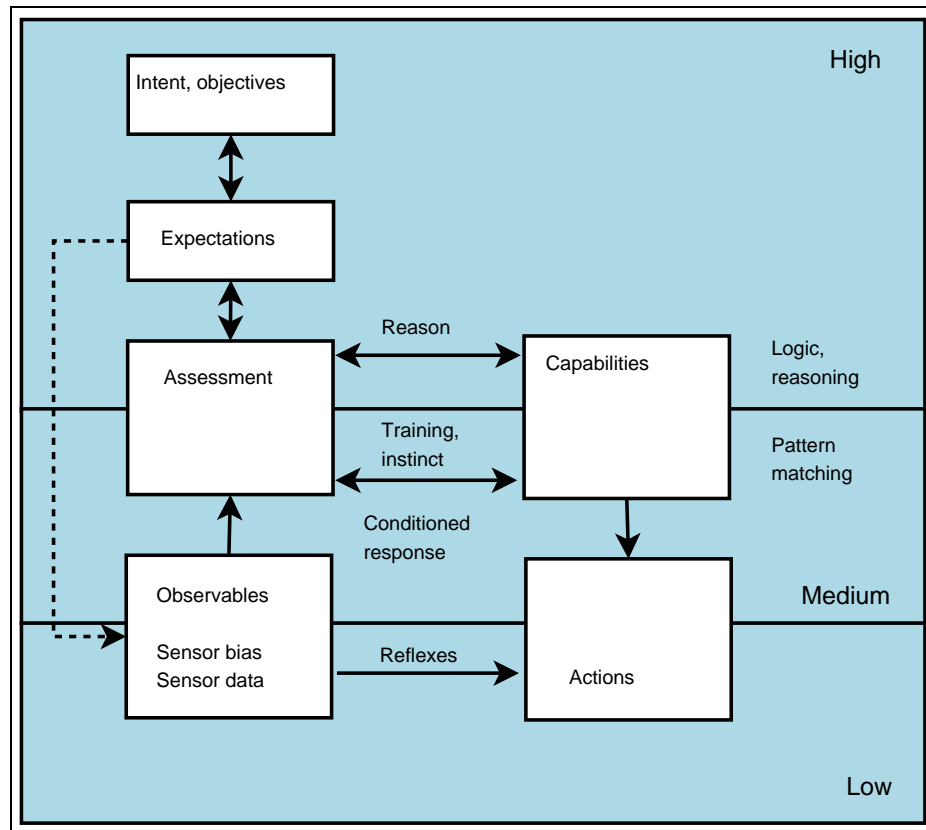 High
Intent, objectives
Expectations
Reason
Assessment
Capabilities
Logic,
reasoning
Training,
instinct
Pattern
matching
Conditioned
response
Observables
Medium
Sensor bias
Sensor data
Reflexes
Actions
Low